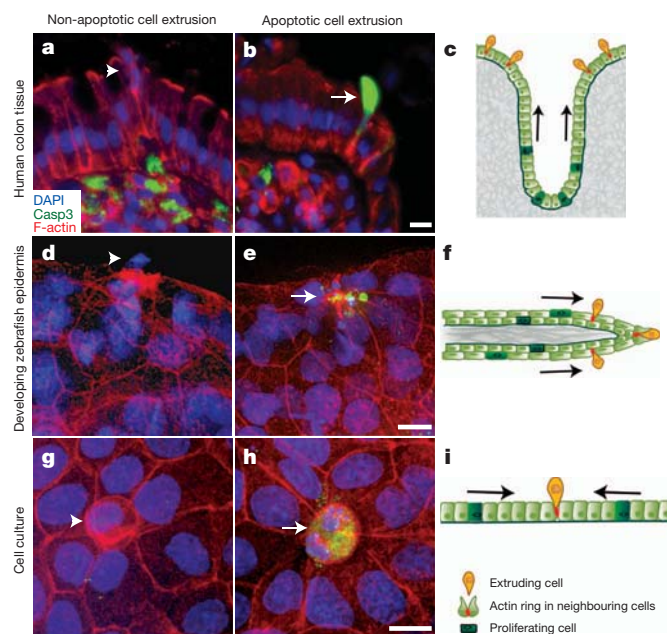 Non-apoptotic cell extrusion
Apoptotic cell extrusion
a
b
c
Human colon tissue
DAPI
Casp3
F-actin
d
e
f
Developing zebrafish epidermis
g
h
i
Cell culture
Extruding cell
Actin ring in neighbouring cells
Proliferating cell